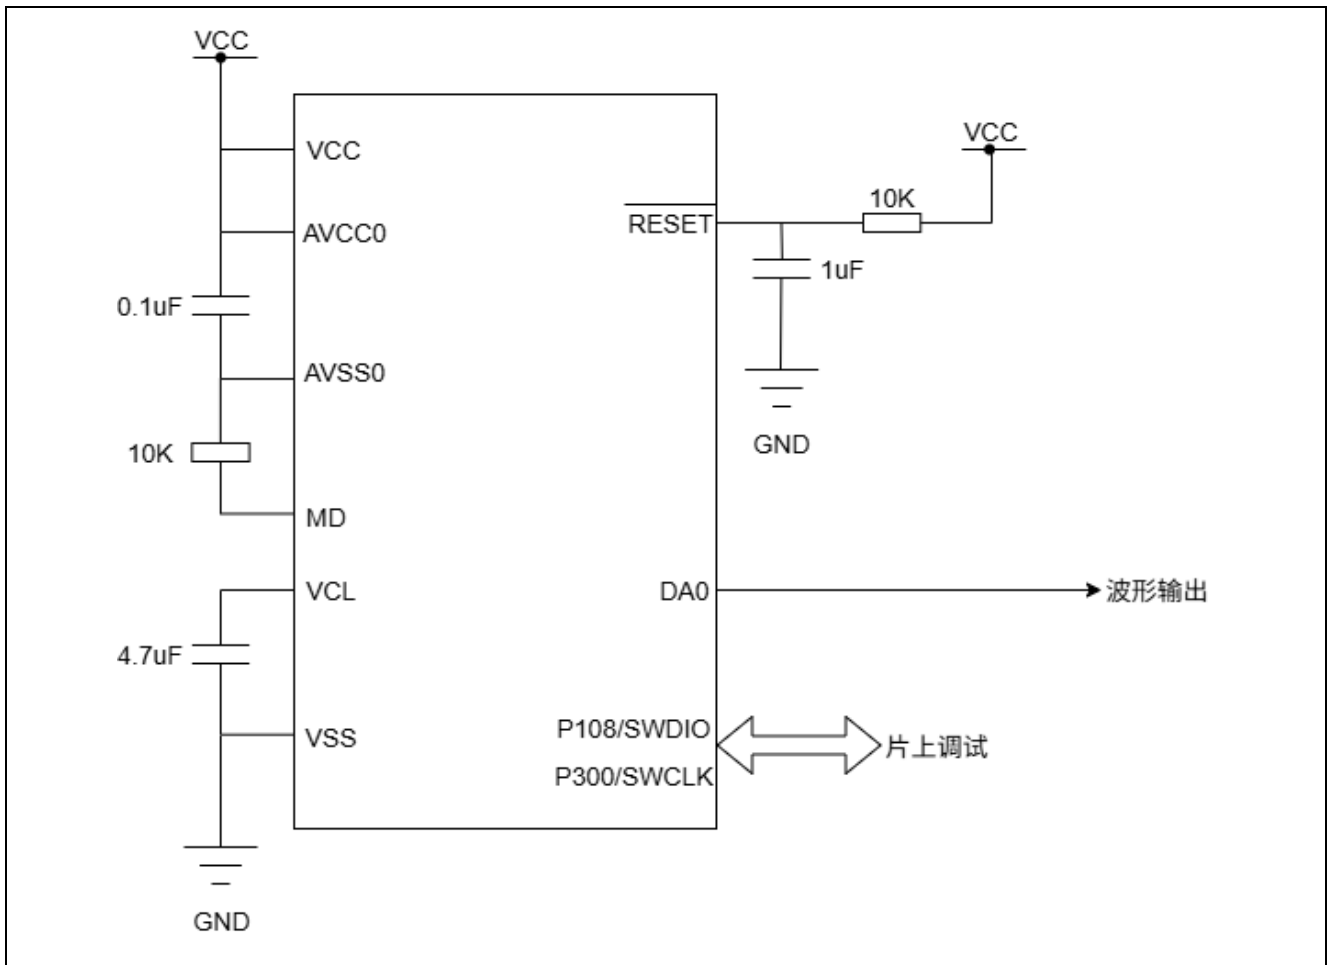 VCC
VCC
VCC
10K
RESET
AVCC0
1uF
0.1uF
AVSS0
GND
10K
MD
VCL
DA0
波形输出
4.7uF
P108/SWDIO
VSS
片上调试
P300/SWCLK
GND